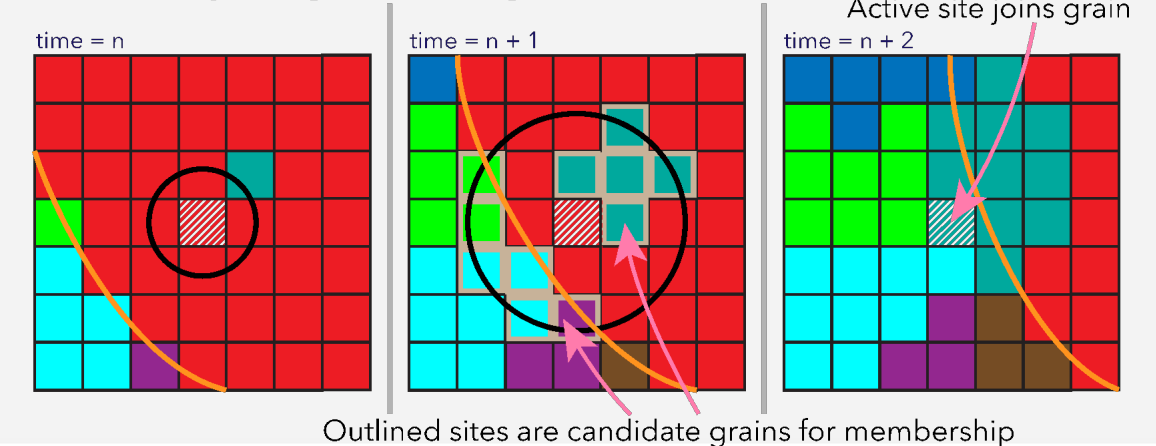 Active site joins grain
time = n
time = n + 1
time = n + 2
Outlined sites are candidate grains for membership